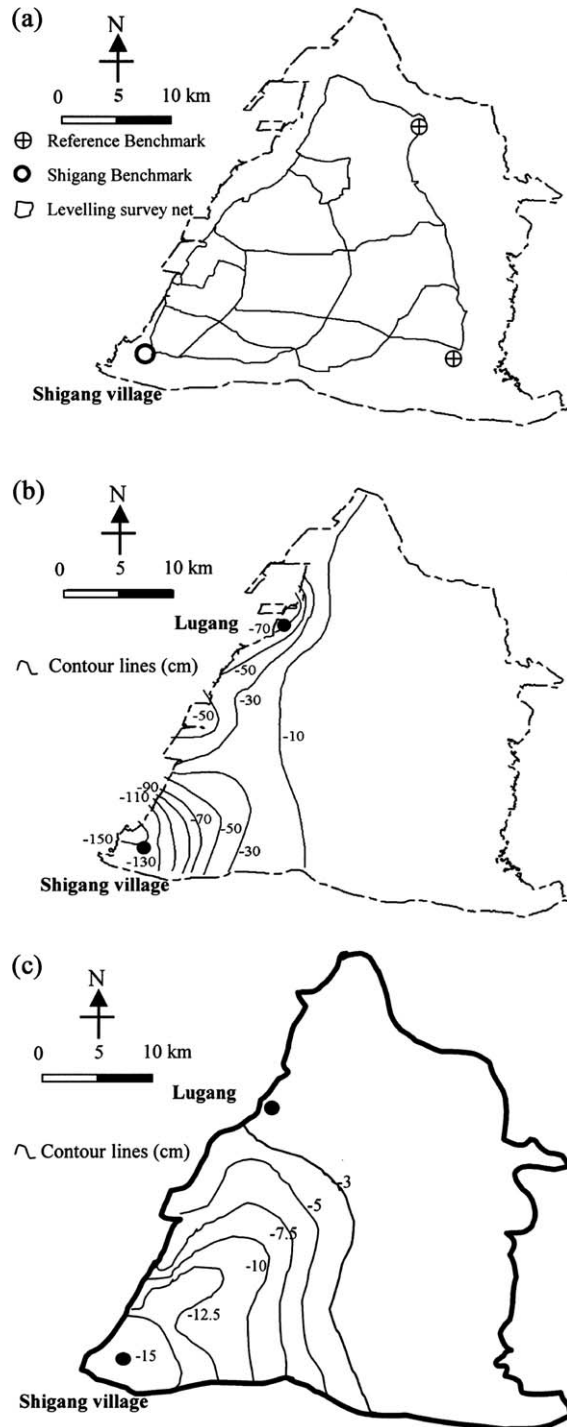 (a)
N
0 5 10 km
Reference Benchmark
Shigang Benchmark
Levelling survey net
Shigang village
(b)
N
0 5 10 km
Lugang
-70
Contour lines (cm)
-50
-30
-50
-10
-90
-110
-70
-50
-150
-130
-30
Shigang village
(c)
N
0 5 10 km
Lugang
Contour lines (cm)
-3
-5
-7.5
-10
-12.5
-15
Shigang village